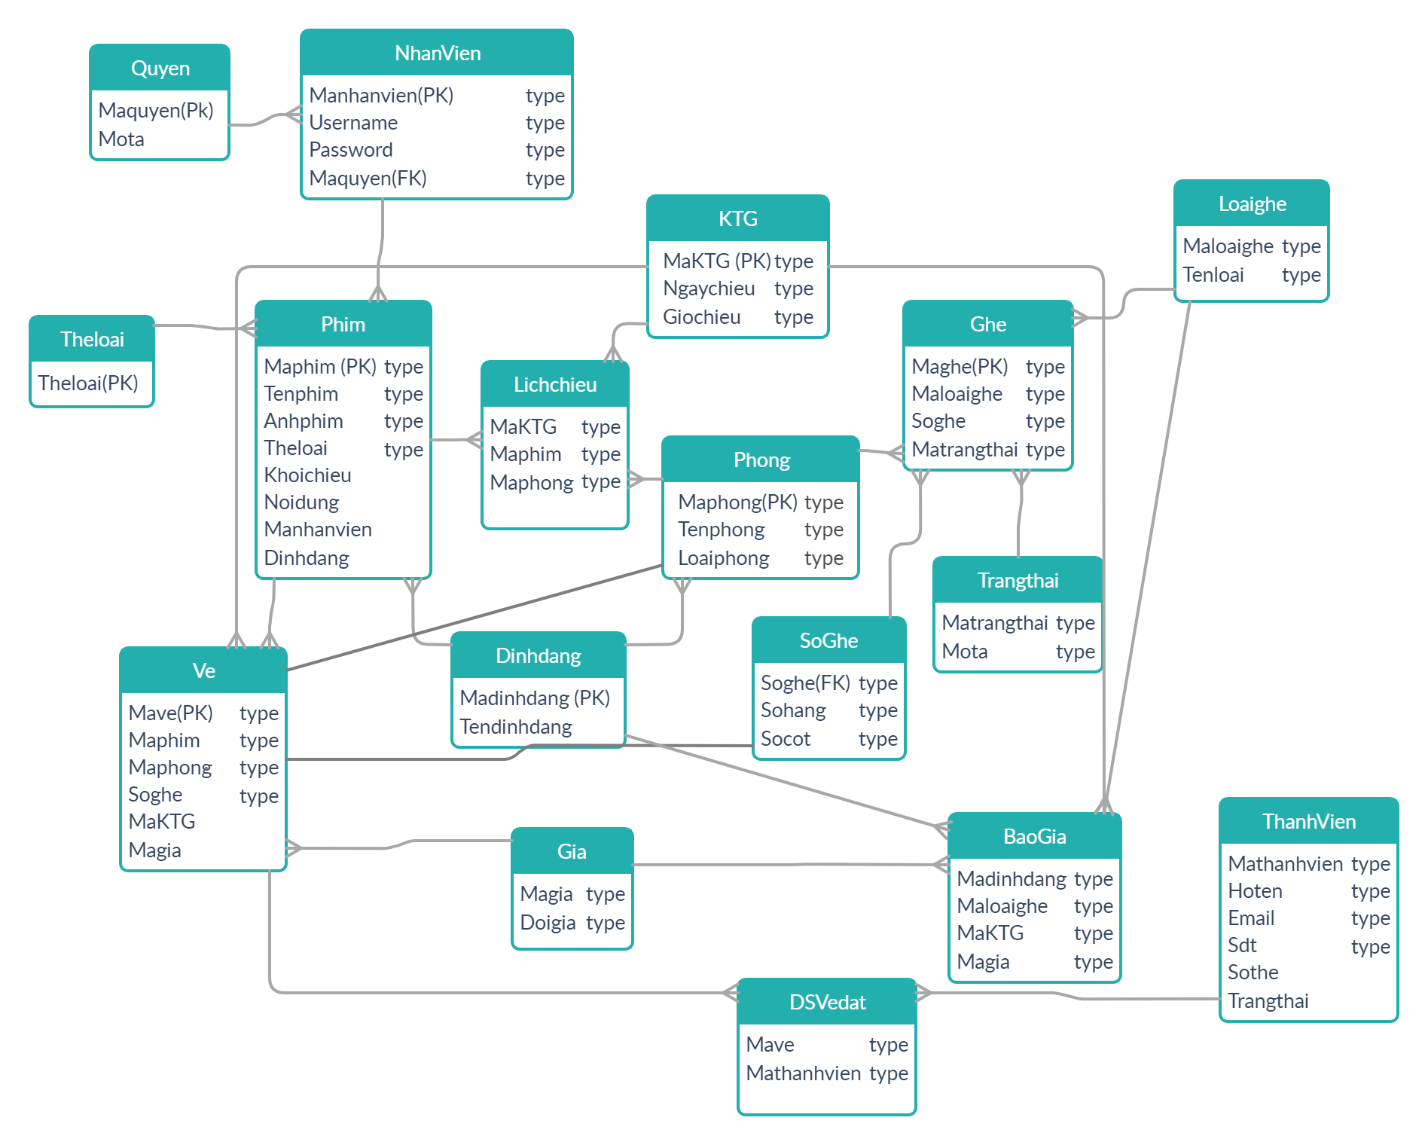 Quyen
Maquyen(Pk)
Mota
NhanVien
Manhanvien(PK) type
Username type
Password type
Maquyen(FK) type
KTG
MaKTG (PK) type
Ngaychieu type
Giochieu type
Loaighe
Maloaighe type
Tenloai type
Theloai
Theloai(PK)
Phim
Maphim (PK) type
Tenphim type
Anhphim type
Theloai type
Khoichieu
Noidung
Manhanvien
Dinhdang
Lichchieu
MaKTG type
Maphim type
Maphong type
Ghe
Maghe(PK) type
Maloaighe type
Soghe type
Matrangthai type
Phong
Maphong(PK) type
Tenphong type
Loaiphong type
Trangthai
Matrangthai type
Mota type
Ve
Mave(PK) type
Maphim type
Maphong type
Soghe type
MaKTG
Magia
Dinhdang
Madinhdang (PK)
Tendinhdang
SoGhe
Soghe(FK) type
Sohang type
Socot type
Gia
Magia type
Doigia type
BaoGia
Madinhdang type
Maloaighe type
MaKTG type
Magia type
ThanhVien
Mathanhvien type
Hoten type
Email type
Sdt type
Sothe
Trangthai
DSVedat
Mave type
Mathanhvien type